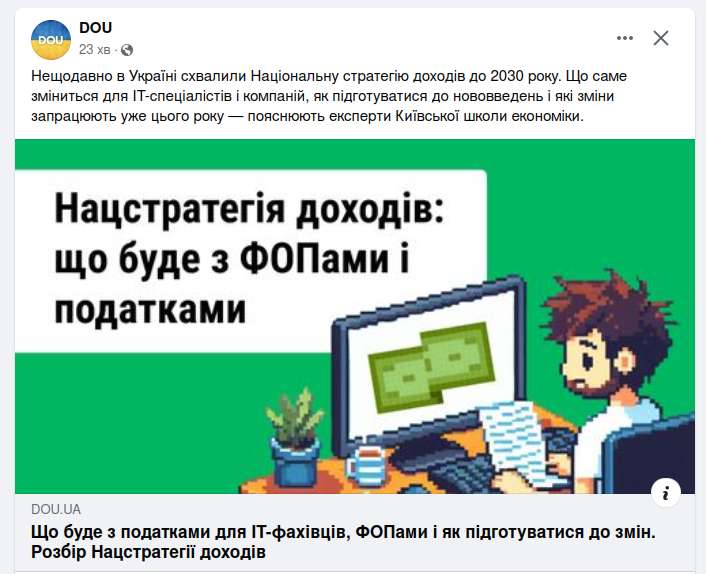 DOU
DOU
23 хв ·
Нещодавно в Україні схвалили Національну стратегію доходів до 2030 року. Що саме
зміниться для ІТ-спеціалістів і компаній, як підготуватися до нововведень і які зміни
запрацюють уже цього року — пояснюють експерти Київської школи економіки.
Нацстратегія доходів:
що буде з ФОПами і
податками
DOU.UA
Що буде з податками для ІТ-фахівців, ФОПами і як підготуватися до змін.
Розбір Нацстратегії доходів